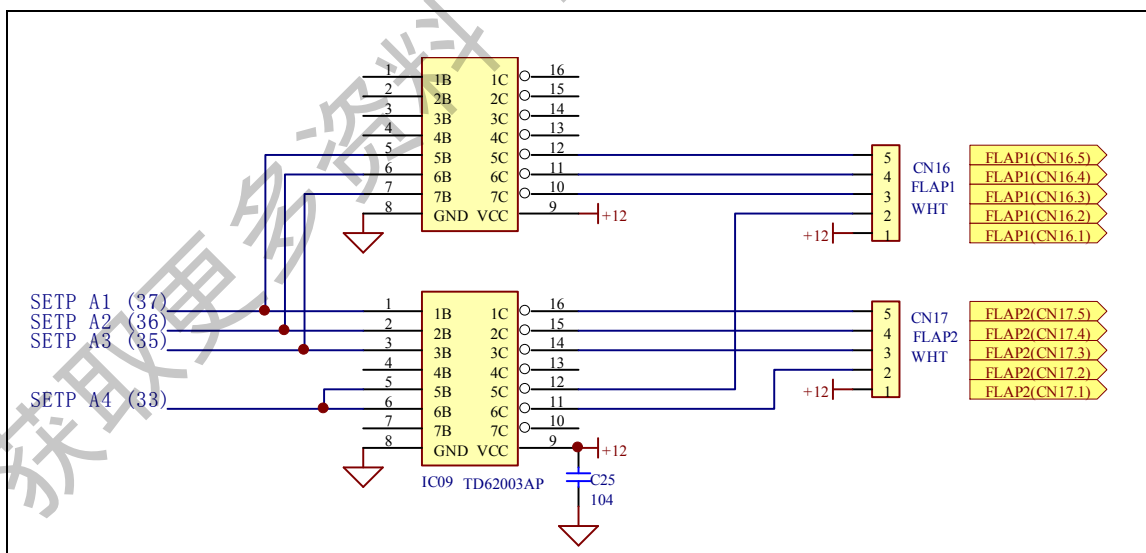 获取更多资料
1 1B 1C 16
2 2B 2C 15
3 3B 3C 14
4 4B 4C 13
5 5B 5C 12
6 6B 6C 11
7 7B 7C 10
8 GND VCC 9 +12
5 CN16 FLAP1(CN16.5)
4 FLAP1 FLAP1(CN16.4)
3 WHT FLAP1(CN16.3)
2 FLAP1(CN16.2)
+12 1 FLAP1(CN16.1)
SETP A1 (37)
SETP A2 (36)
SETP A3 (35)
SETP A4 (33)
1 1B 1C 16
2 2B 2C 15
3 3B 3C 14
4 4B 4C 13
5 5B 5C 12
6 6B 6C 11
7 7B 7C 10
8 GND VCC 9 +12
IC09 TD62003AP
C25
104
5 CN17 FLAP2(CN17.5)
4 FLAP2 FLAP2(CN17.4)
3 WHT FLAP2(CN17.3)
2 FLAP2(CN17.2)
+12 1 FLAP2(CN17.1)